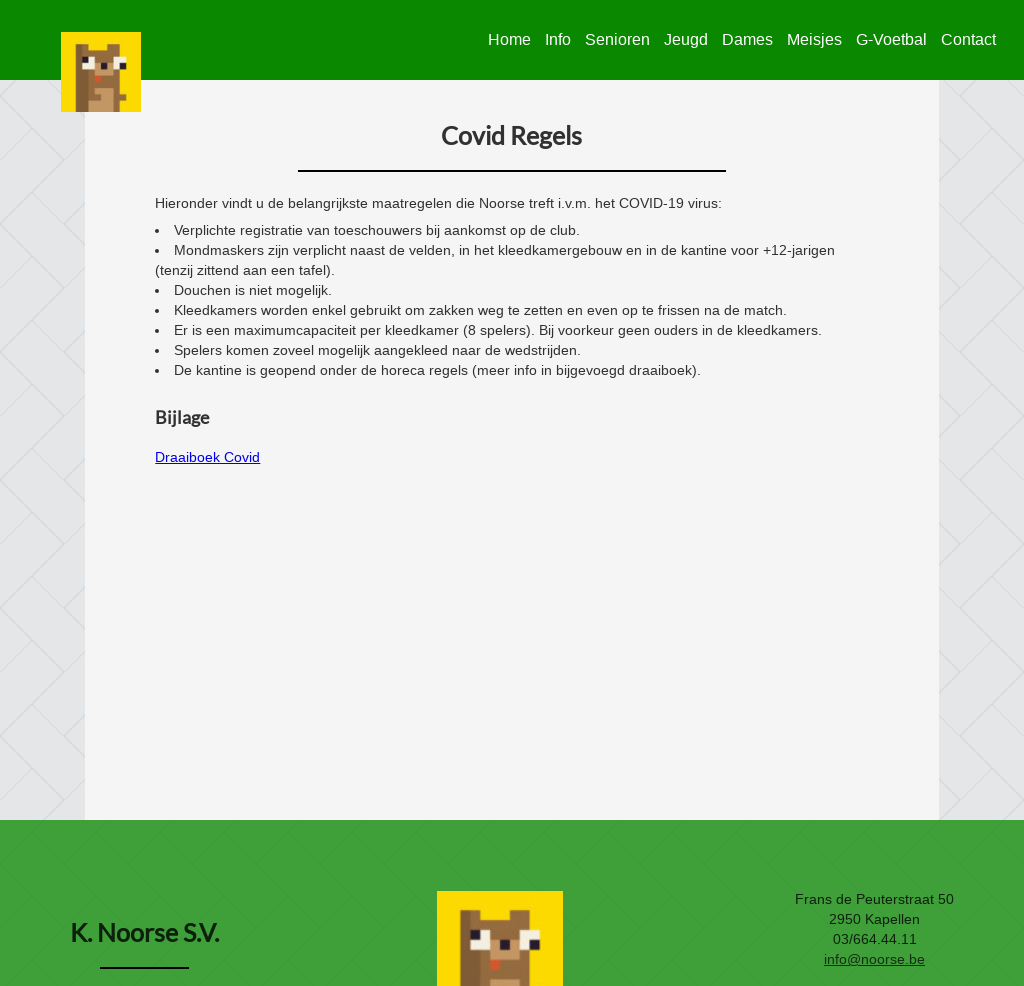 Home Info Senioren Jeugd Dames Meisjes G-Voetbal Contact
Covid Regels
Hieronder vindt u de belangrijkste maatregelen die Noorse treft i.v.m. het COVID-19 virus:
• Verplichte registratie van toeschouwers bij aankomst op de club.
• Mondmaskers zijn verplicht naast de velden, in het kleedkamergebouw en in de kantine voor +12-jarigen
(tenzij zittend aan een tafel).
• Douchen is niet mogelijk.
• Kleedkamers worden enkel gebruikt om zakken weg te zetten en even op te frissen na de match.
• Er is een maximumcapaciteit per kleedkamer (8 spelers). Bij voorkeur geen ouders in de kleedkamers.
• Spelers komen zoveel mogelijk aangekleed naar de wedstrijden.
• De kantine is geopend onder de horeca regels (meer info in bijgevoegd draaiboek).
Bijlage
Draaiboek Covid
K. Noorse S.V.
Frans de Peuterstraat 50
2950 Kapellen
03/664.44.11
info@noorse.be